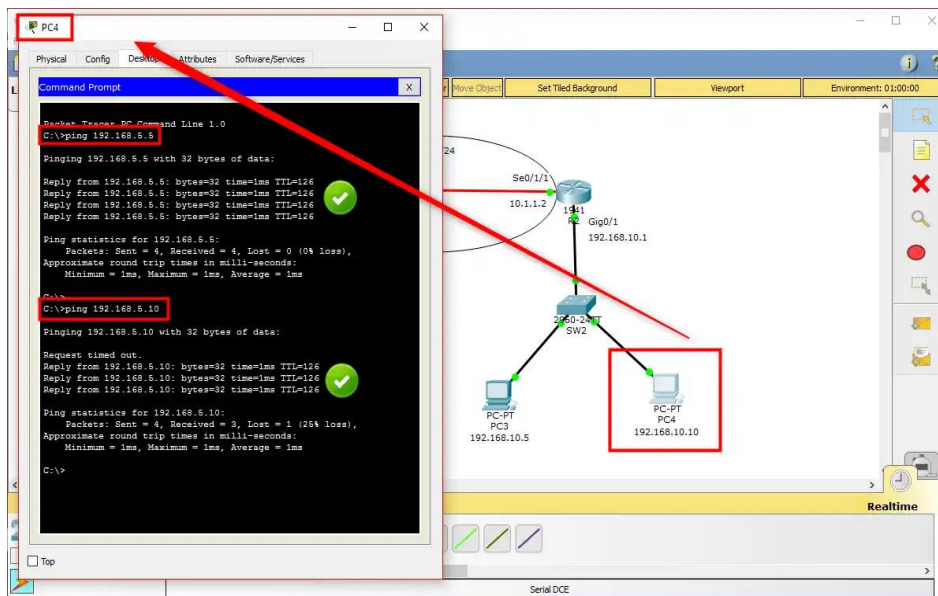 PC4
Physical Config Desktop Attributes Software/Services
Command Prompt X
Packet Tracer PC Command Line 1.0
C:\>ping 192.168.5.5
Pinging 192.168.5.5 with 32 bytes of data:
Reply from 192.168.5.5: bytes=32 time=1ms TTL=126
Reply from 192.168.5.5: bytes=32 time=1ms TTL=126
Reply from 192.168.5.5: bytes=32 time=1ms TTL=126
Reply from 192.168.5.5: bytes=32 time=1ms TTL=126
Ping statistics for 192.168.5.5:
Packets: Sent = 4, Received = 4, Lost = 0 (0% loss),
Approximate round trip times in milli-seconds:
Minimum = 1ms, Maximum = 1ms, Average = 1ms
C:\>
C:\>ping 192.168.5.10
Pinging 192.168.5.10 with 32 bytes of data:
Request timed out.
Reply from 192.168.5.10: bytes=32 time=1ms TTL=126
Reply from 192.168.5.10: bytes=32 time=1ms TTL=126
Reply from 192.168.5.10: bytes=32 time=1ms TTL=126
Ping statistics for 192.168.5.10:
Packets: Sent = 4, Received = 3, Lost = 1 (25% loss),
Approximate round trip times in milli-seconds:
Minimum = 1ms, Maximum = 1ms, Average = 1ms
C:\>
Top
Move Object Set Tiled Background Viewport Environment: 01:00:00
24
Se0/1/1
10.1.1.2
1941
R2
Gig0/1
192.168.10.1
2960-24TT
SW2
PC-PT
PC3
192.168.10.5
PC-PT
PC4
192.168.10.10
Realtime
Serial DCE